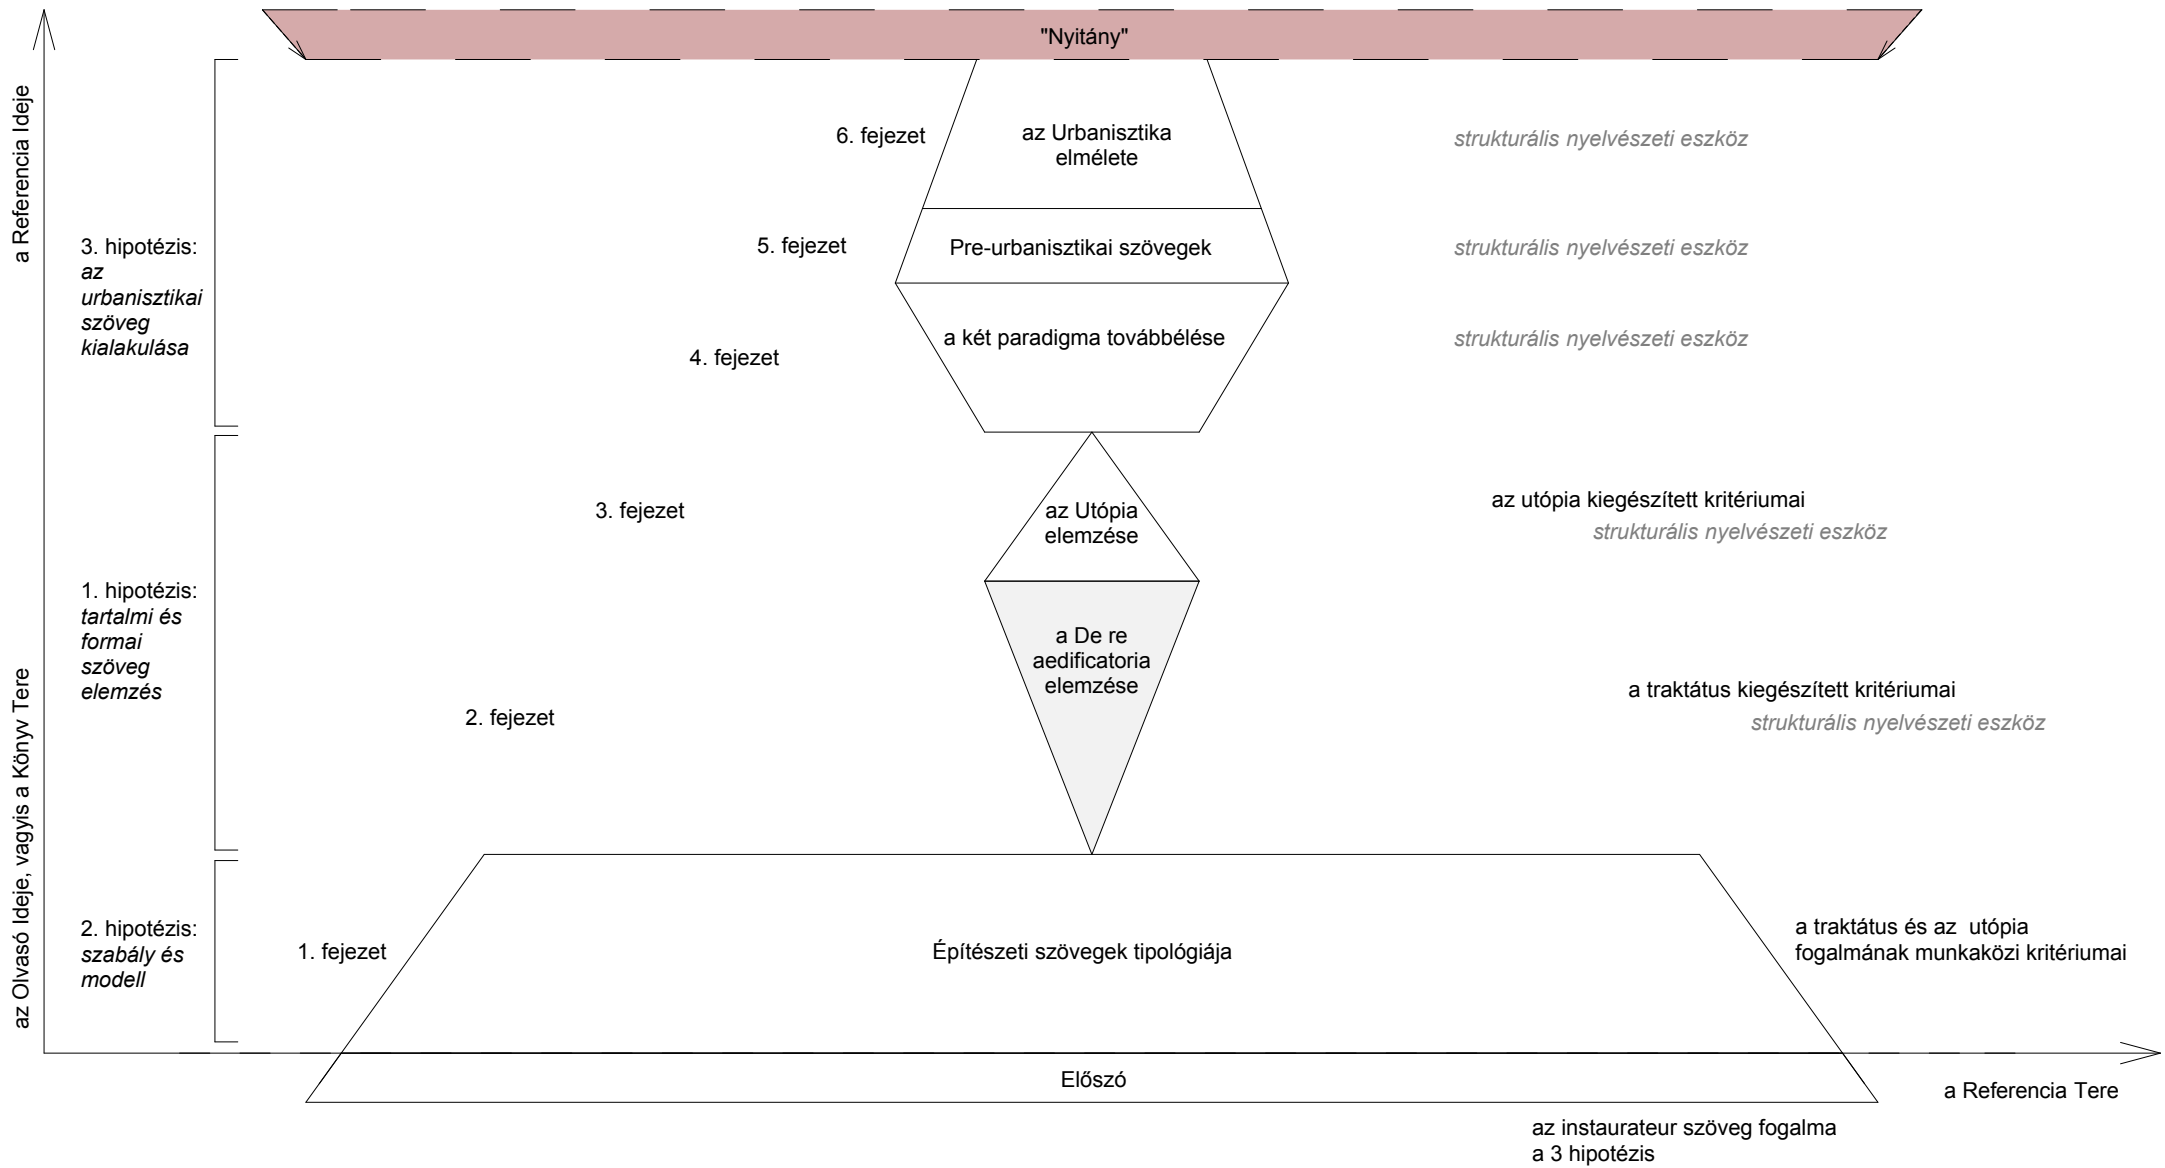 "Nyitány"
a Referencia Ideje
6. fejezet
az Urbanisztika
elmélete
strukturális nyelvészeti eszköz
3. hipotézis:
az
urbanisztikai
szöveg
kialakulása
5. fejezet
Pre-urbanisztikai szövegek
strukturális nyelvészeti eszköz
4. fejezet
a két paradigma továbbélése
strukturális nyelvészeti eszköz
3. fejezet
az Utópia
elemzése
az utópia kiegészített kritériumai
strukturális nyelvészeti eszköz
1. hipotézis:
tartalmi és
formai
szöveg
elemzés
2. fejezet
a De re
aedificatoria
elemzése
a traktátus kiegészített kritériumai
strukturális nyelvészeti eszköz
az Olvasó Ideje, vagyis a Könyv Tere
2. hipotézis:
szabály és
modell
1. fejezet
Építészeti szövegek tipológiája
a traktátus és az utópia
fogalmának munkaközi kritériumai
Előszó
a Referencia Tere
az instaurateur szöveg fogalma
a 3 hipotézis